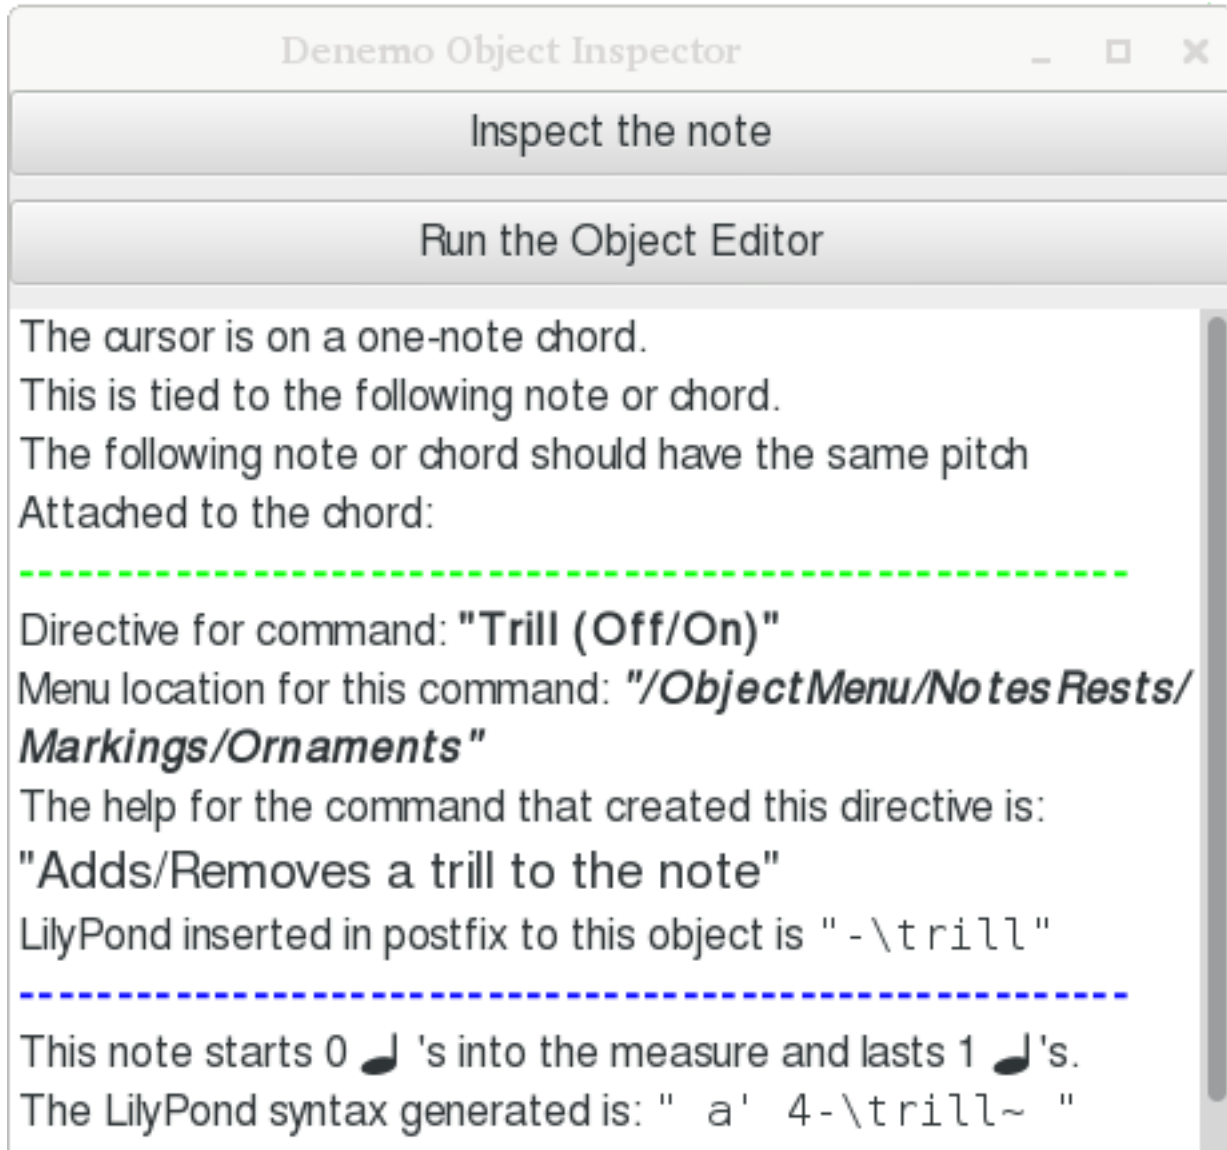 Denemo Object Inspector
Inspect the note
Run the Object Editor
The cursor is on a one-note chord.
This is tied to the following note or chord.
The following note or chord should have the same pitch
Attached to the chord:
Directive for command: "Trill (Off/On)"
Menu location for this command: "/ObjectMenu/NotesRests/
Markings/Ornaments"
The help for the command that created this directive is:
"Adds/Removes a trill to the note"
LilyPond inserted in postfix to this object is "-\trill"
This note starts 0 ♩ 's into the measure and lasts 1 ♩'s.
The LilyPond syntax generated is: " a' 4-\trill~ "